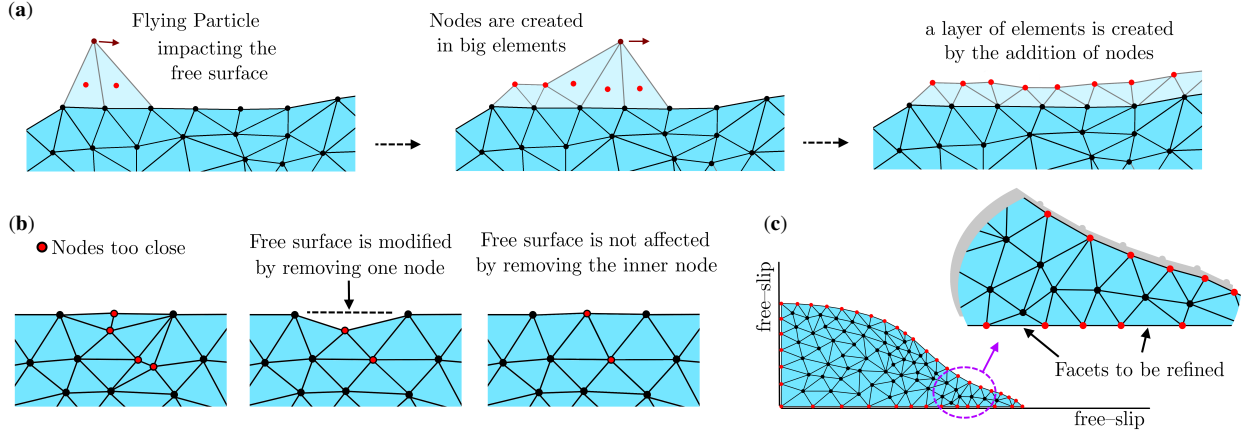 (a)
Flying Particle
impacting the
free surface
Nodes are created
in big elements
a layer of elements is created
by the addition of nodes
(b)
Nodes too close
Free surface is modified
by removing one node
Free surface is not affected
by removing the inner node
(c)
free–slip
Facets to be refined
free–slip